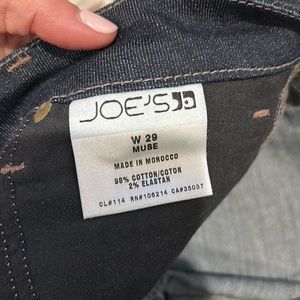 JOE'S
W 29
MUSE
MADE IN MOROCCO
98% COTTON/COTON
2% ELASTAN
CL#114 RN#106214 CA#35037